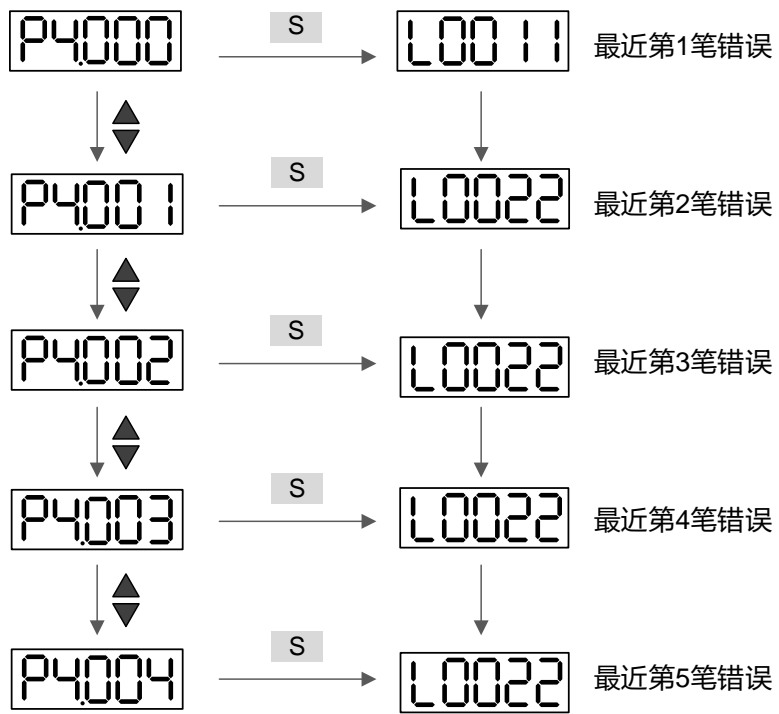 P4.000 S L0011 最近第1笔错误
P4.001 S L0022 最近第2笔错误
P4.002 S L0022 最近第3笔错误
P4.003 S L0022 最近第4笔错误
P4.004 S L0022 最近第5笔错误